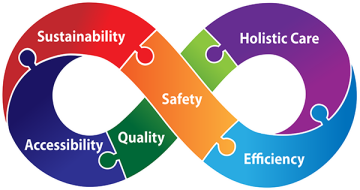 Sustainability
Holistic Care
Safety
Accessibility
Quality
Efficiency